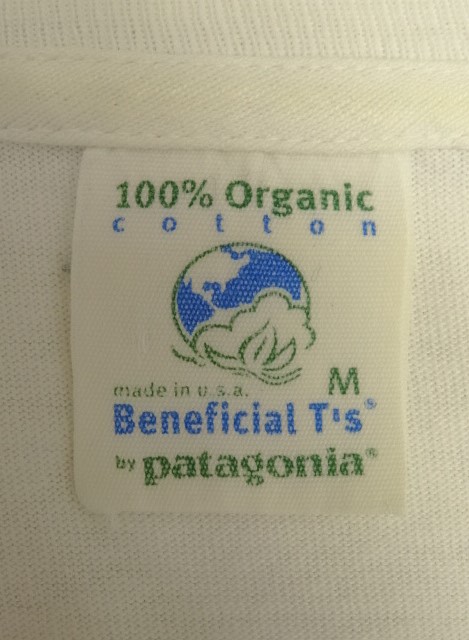 100% Organic
cotton
M
made in u.s.a.
Beneficial T's®
by patagonia®